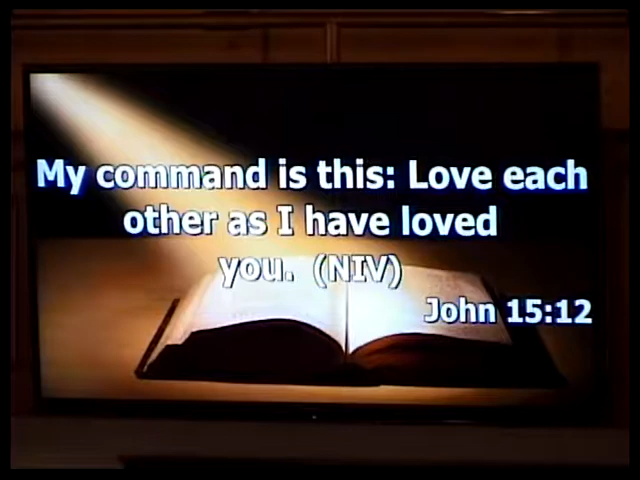 My command is this: Love each
other as I have loved
you. (NIV)
John 15:12